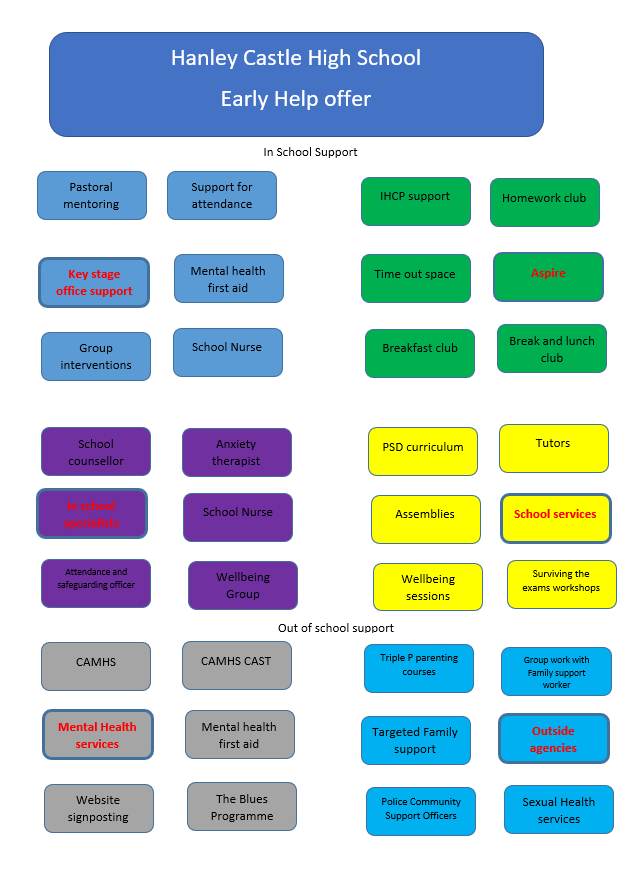 Hanley Castle High School
Early Help offer
In School Support
Pastoral
mentoring
Support for
attendance
IHCP support
Homework club
Key stage
office support
Mental health
first aid
Time out space
Aspire
Group
interventions
School Nurse
Breakfast club
Break and lunch
club
School
counsellor
Anxiety
therapist
PSD curriculum
Tutors
In school
specialists
School Nurse
Assemblies
School services
Attendance and
safeguarding officer
Wellbeing
Group
Wellbeing
sessions
Surviving the
exams workshops
Out of school support
CAMHS
CAMHS CAST
Triple P parenting
courses
Group work with
Family support
worker
Mental Health
services
Mental health
first aid
Targeted Family
support
Outside
agencies
Website
signposting
The Blues
Programme
Police Community
Support Officers
Sexual Health
services